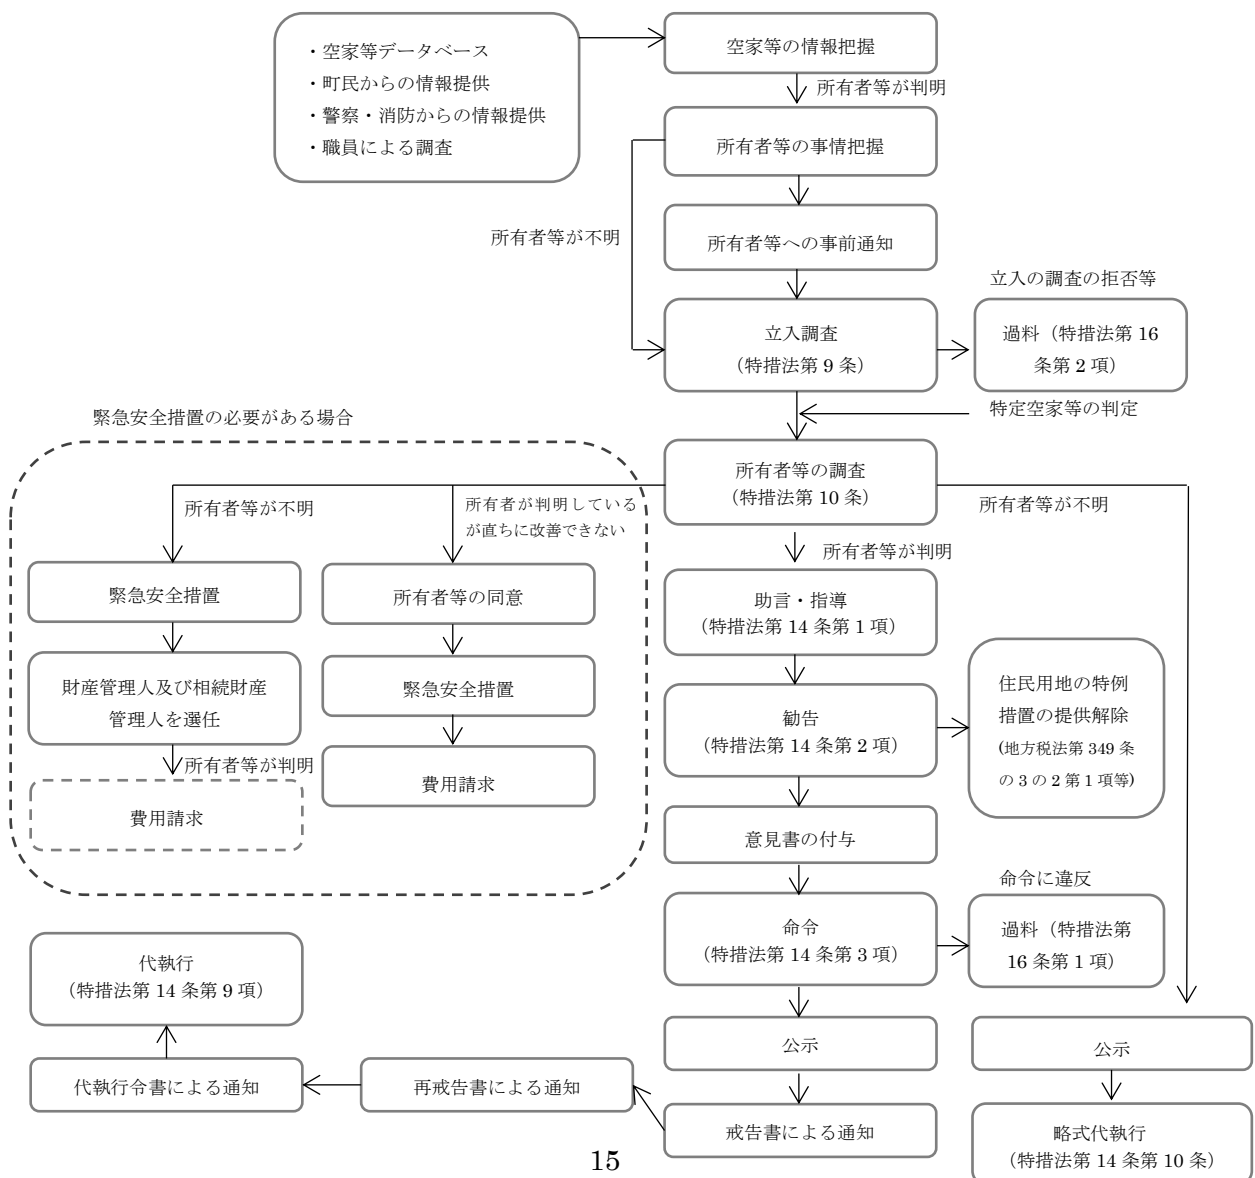 ・空家等データベース
・町民からの情報提供
・警察・消防からの情報提供
・職員による調査
空家等の情報把握
所有者等が判明
所有者等の事情把握
所有者等が不明
所有者等への事前通知
立入の調査の拒否等
立入調査
（特措法第 9 条）
過料（特措法第 16
条第 2 項）
特定空家等の判定
緊急安全措置の必要がある場合
所有者等の調査
（特措法第 10 条）
所有者等が不明
所有者が判明している
が直ちに改善できない
所有者等が不明
所有者等が判明
緊急安全措置
所有者等の同意
助言・指導
（特措法第 14 条第 1 項）
財産管理人及び相続財産
管理人を選任
緊急安全措置
勧告
（特措法第 14 条第 2 項）
住民用地の特例
措置の提供解除
(地方税法第 349 条
の 3 の 2 第 1 項等)
所有者等が判明
費用請求
費用請求
意見書の付与
命令に違反
命令
（特措法第 14 条第 3 項）
過料（特措法第
16 条第 1 項）
代執行
（特措法第 14 条第 9 項）
公示
公示
代執行令書による通知
再戒告書による通知
戒告書による通知
略式代執行
（特措法第 14 条第 10 条）
15